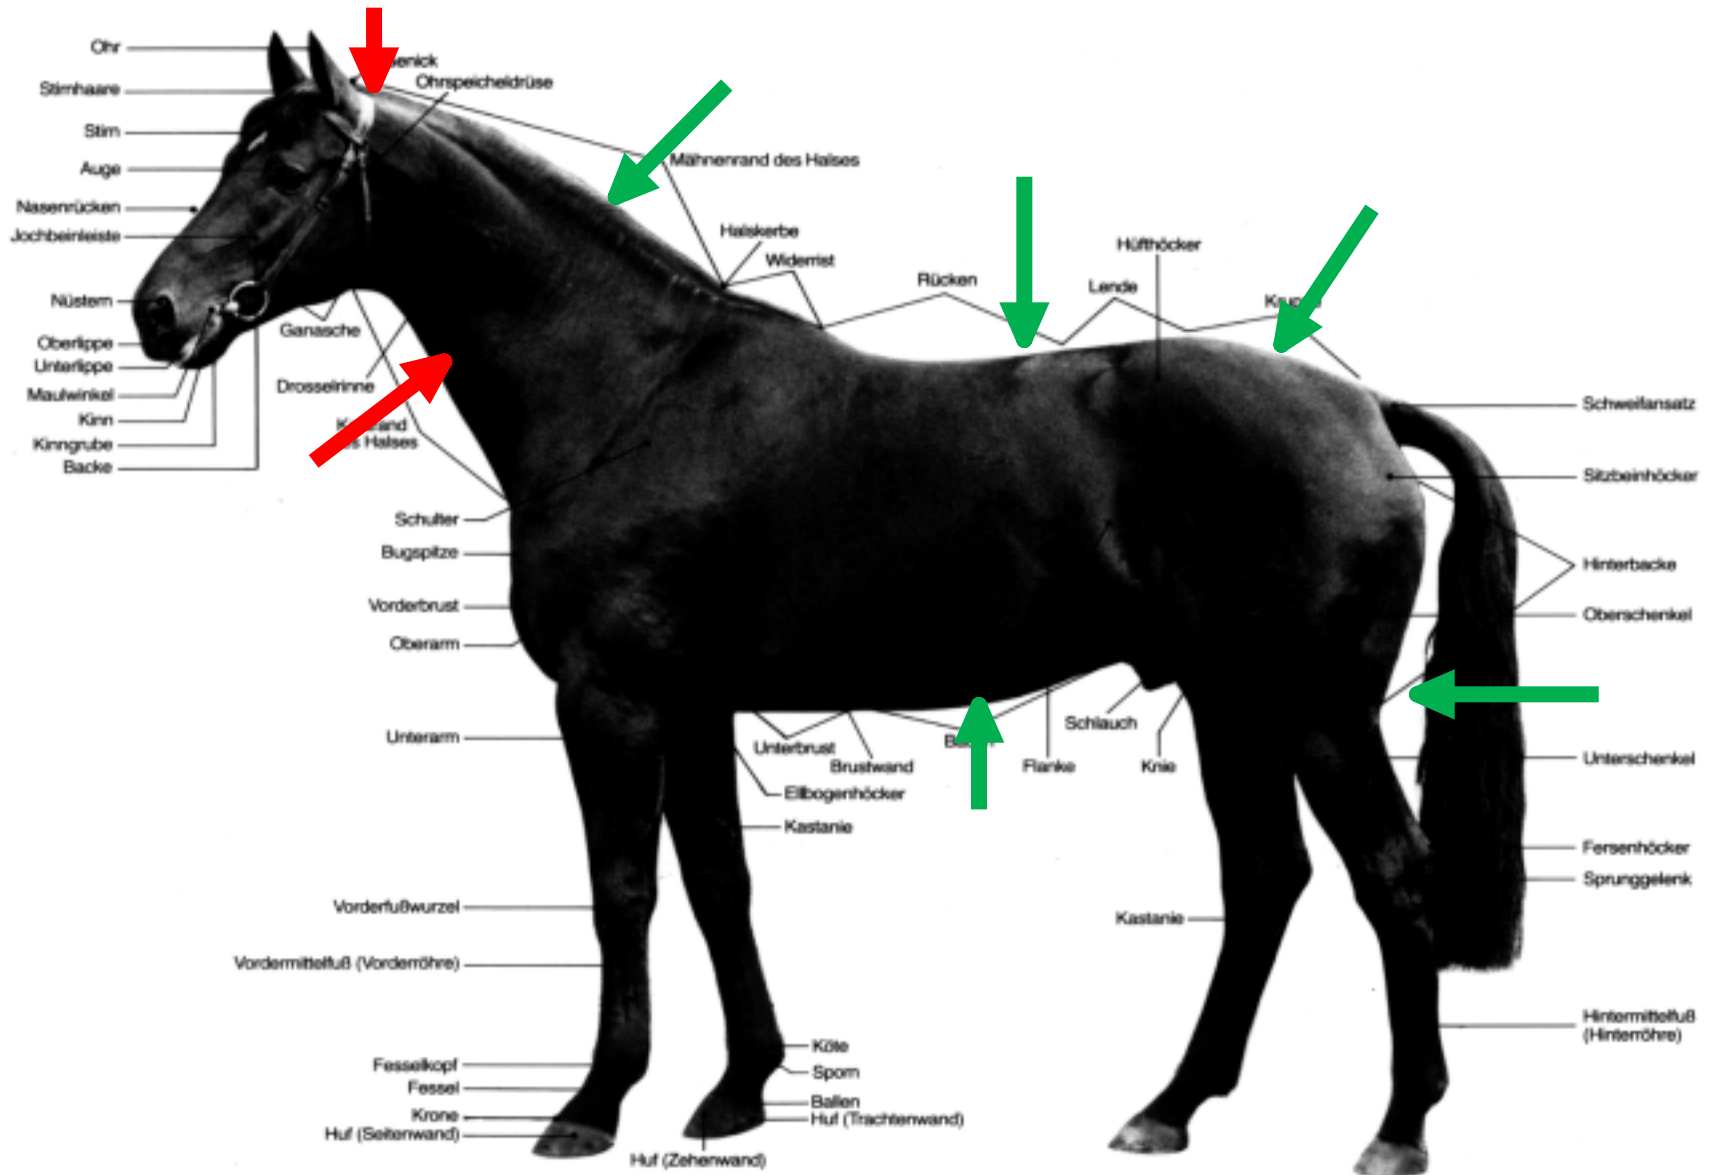 Ohr
Stirnhaare
Ohrspeicheldrüse
Stirn
Auge
Mähnenrand des Halses
Nasenrücken
Jochbeinleiste
Halskerbe
Widerrist
Hüfthöcker
Rücken
Lende
Nüstern
Ganasche
Oberlippe
Unterlippe
Maulwinkel
Drosselrinne
Kinn
Halses
Kinngrube
Backe
Schweifansatz
Sitzbeinhöcker
Schulter
Bugspitze
Hinterbacke
Vorderbrust
Oberschenkel
Oberarm
Unterarm
Schlauch
Unterbrust
Brustwand
Flanke
Knie
Unterschenkel
Ellbogenhöcker
Kastanie
Fersenhöcker
Sprunggelenk
Vorderfußwurzel
Kastanie
Vordermittelfuß (Vorderröhre)
Hintermittelfuß
(Hinterröhre)
Köte
Fesselkopf
Sporn
Fessel
Ballen
Krone
Huf (Trachtenwand)
Huf (Seitenwand)
Huf (Zehenwand)